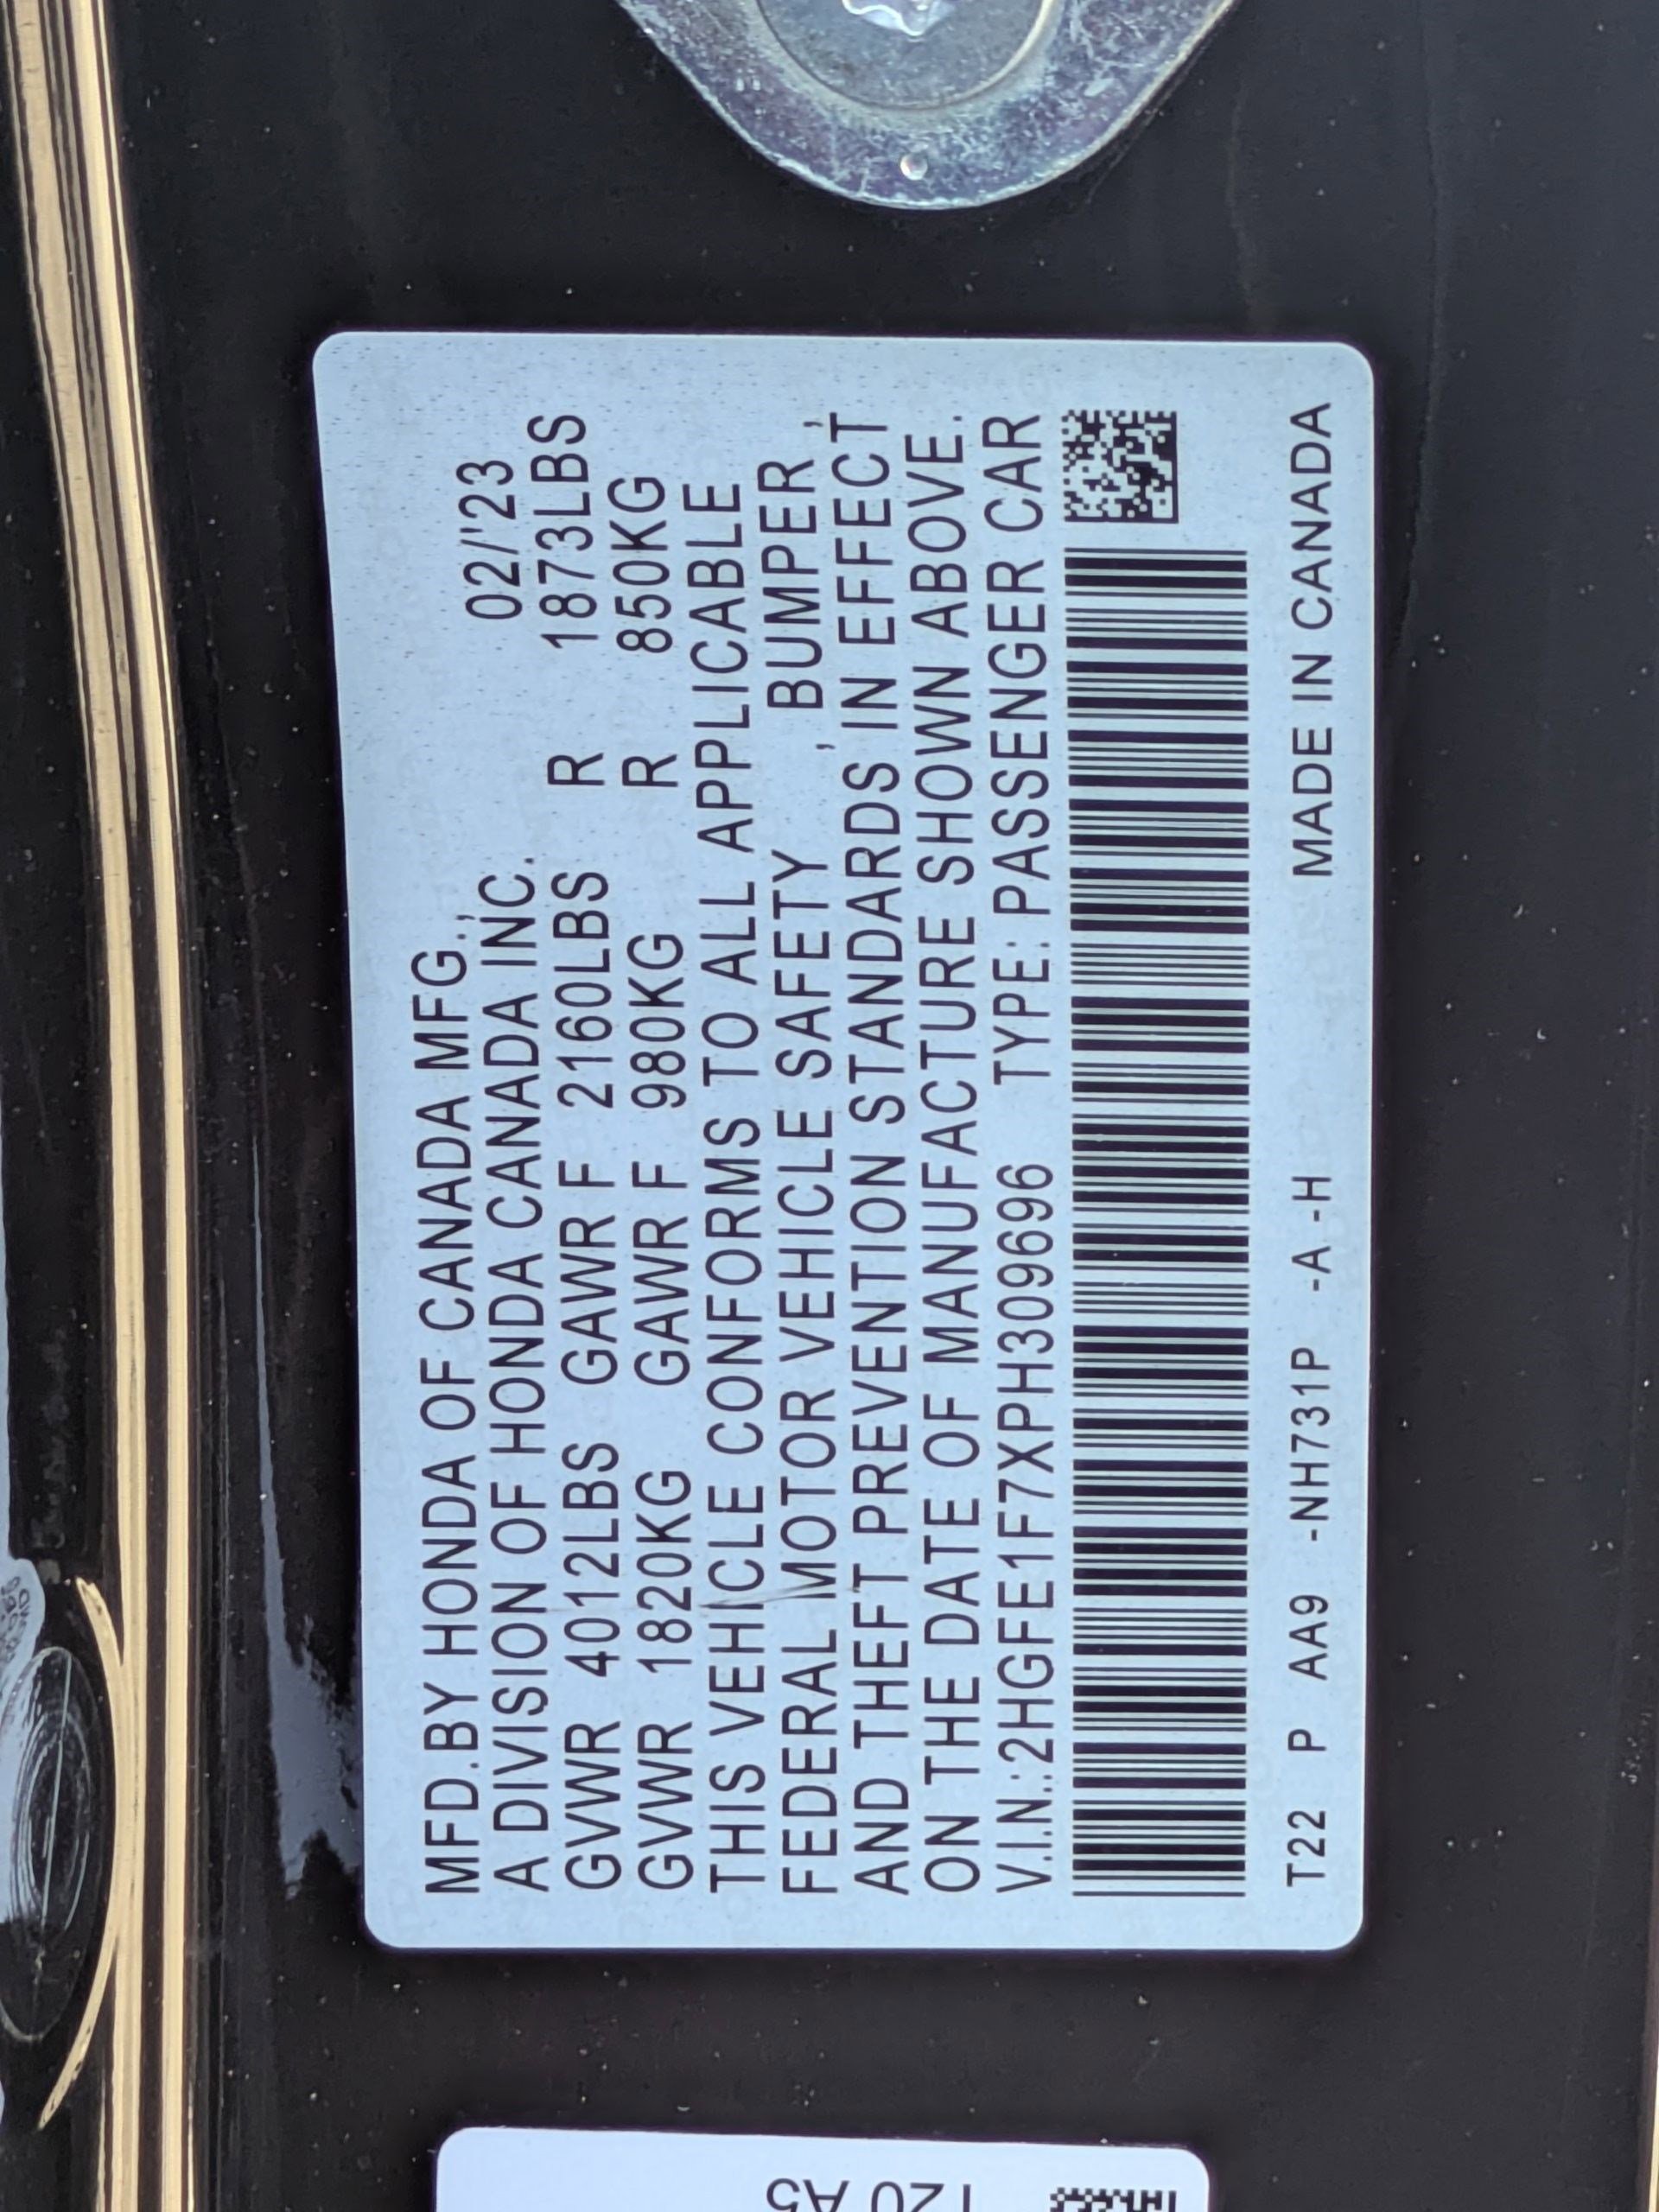 MFD.BY HONDA OF CANADA MFG.,
A DIVISION OF HONDA CANADA INC. 02/'23
GVWR 4012LBS GAWR F 2160LBS R 1873LBS
GVWR 1820KG GAWR F 980KG R 850KG
THIS VEHICLE CONFORMS TO ALL APPLICABLE
FEDERAL MOTOR VEHICLE SAFETY , BUMPER ,
AND THEFT PREVENTION STANDARDS IN EFFECT
ON THE DATE OF MANUFACTURE SHOWN ABOVE.
V.I.N.:2HGFE1F7XPH309696 TYPE: PASSENGER CAR
T22 P AA9 -NH731P -A -H MADE IN CANADA
T20 A5